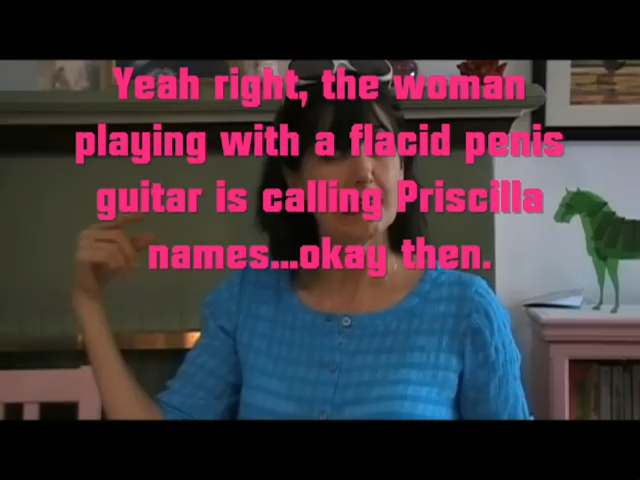 Yeah right, the woman
playing with a flacid penis
guitar is calling Priscilla
names...okay then.